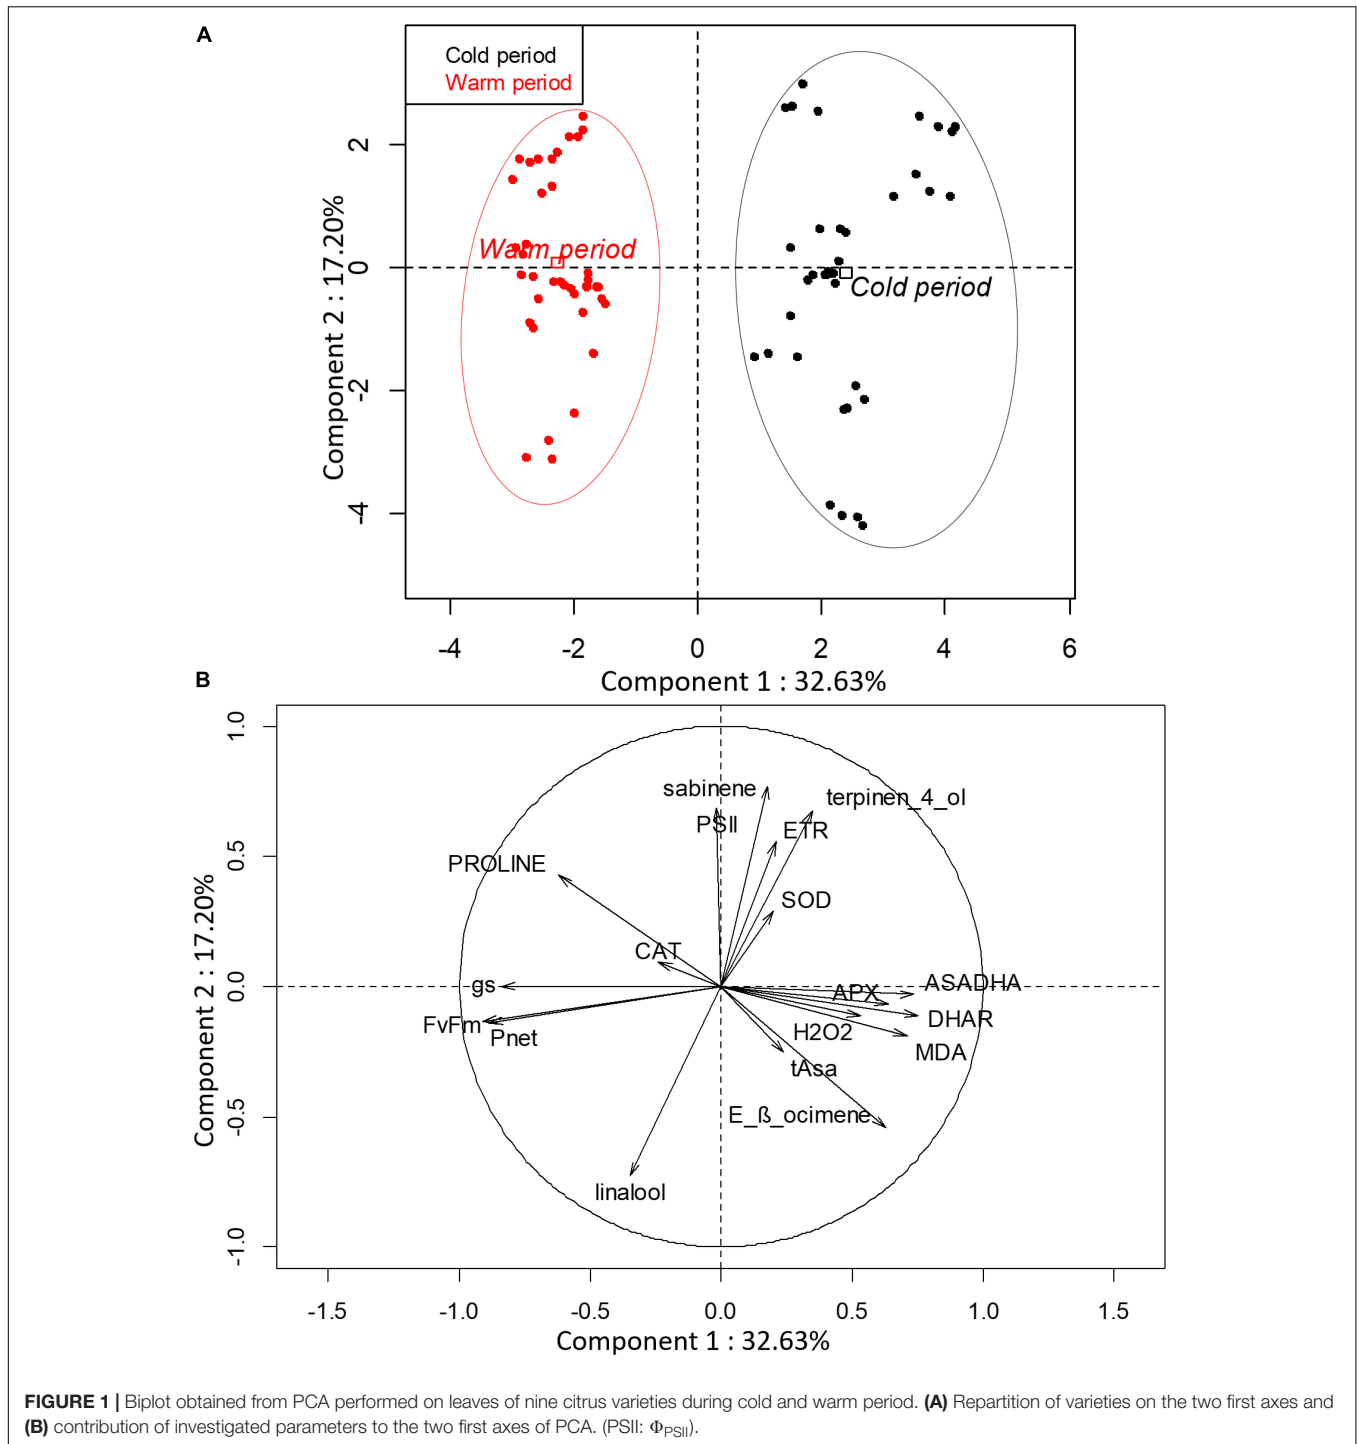 A
Cold period
Warm period
Component 2 : 17.20%
2
0
-2
-4
Warm period
Cold period
-4
-2
0
2
4
6
Component 1 : 32.63%
B
Component 2 : 17.20%
1.0
0.5
0.0
-0.5
-1.0
sabinene
terpinen_4_ol
PSII
ETR
PROLINE
SOD
CAT
gs
ASADHA
APX
FvFm
Pnet
H2O2
DHAR
MDA
tAsa
E_ß_ocimene
linalool
-1.5
-1.0
-0.5
0.0
0.5
1.0
1.5
Component 1 : 32.63%
FIGURE 1 | Biplot obtained from PCA performed on leaves of nine citrus varieties during cold and warm period. (A) Repartition of varieties on the two first axes and
(B) contribution of investigated parameters to the two first axes of PCA. (PSII: ΦPSII).